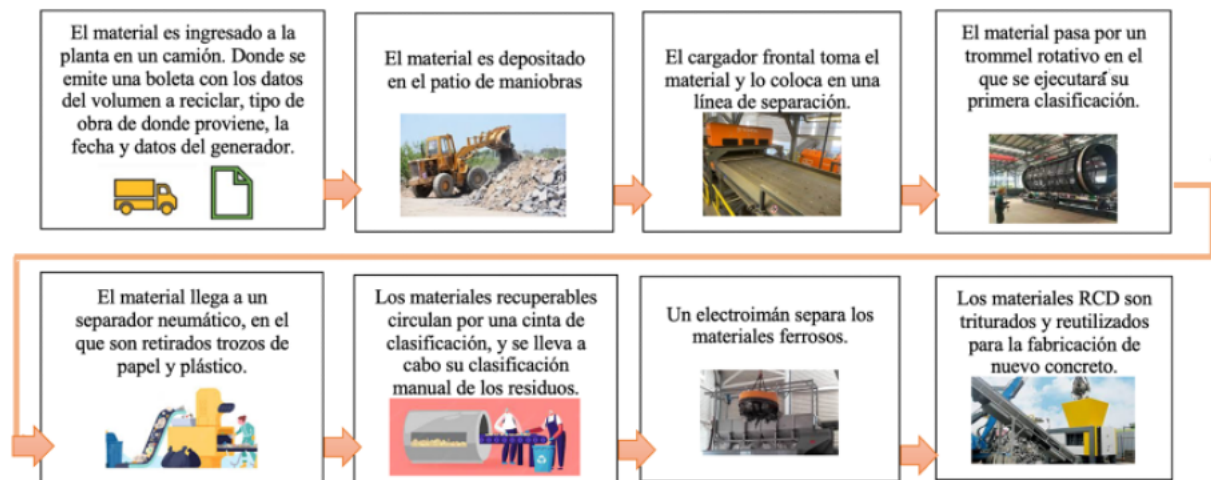 El material es ingresado a la
planta en un camión. Donde se
emite una boleta con los datos
del volumen a reciclar, tipo de
obra de donde proviene, la
fecha y datos del generador.
El material es depositado
en el patio de maniobras
El cargador frontal toma el
material y lo coloca en una
línea de separación.
El material pasa por un
trommel rotativo en el
que se ejecutará su
primera clasificación.
El material llega a un
separador neumático, en el
que son retirados trozos de
papel y plástico.
Los materiales recuperables
circulan por una cinta de
clasificación, y se lleva a
cabo su clasificación
manual de los residuos.
Un electroimán separa los
materiales ferrosos.
Los materiales RCD son
triturados y reutilizados
para la fabricación de
nuevo concreto.